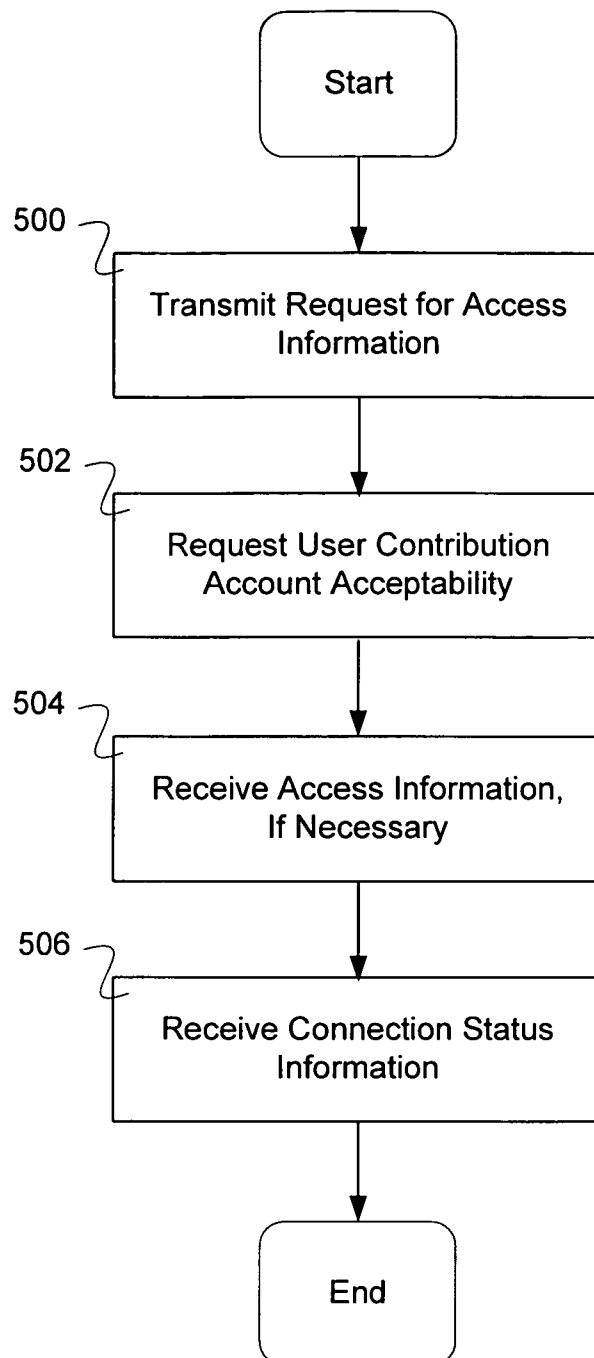 Start
500
Transmit Request for Access
Information
502
Request User Contribution
Account Acceptability
504
Receive Access Information,
If Necessary
506
Receive Connection Status
Information
End